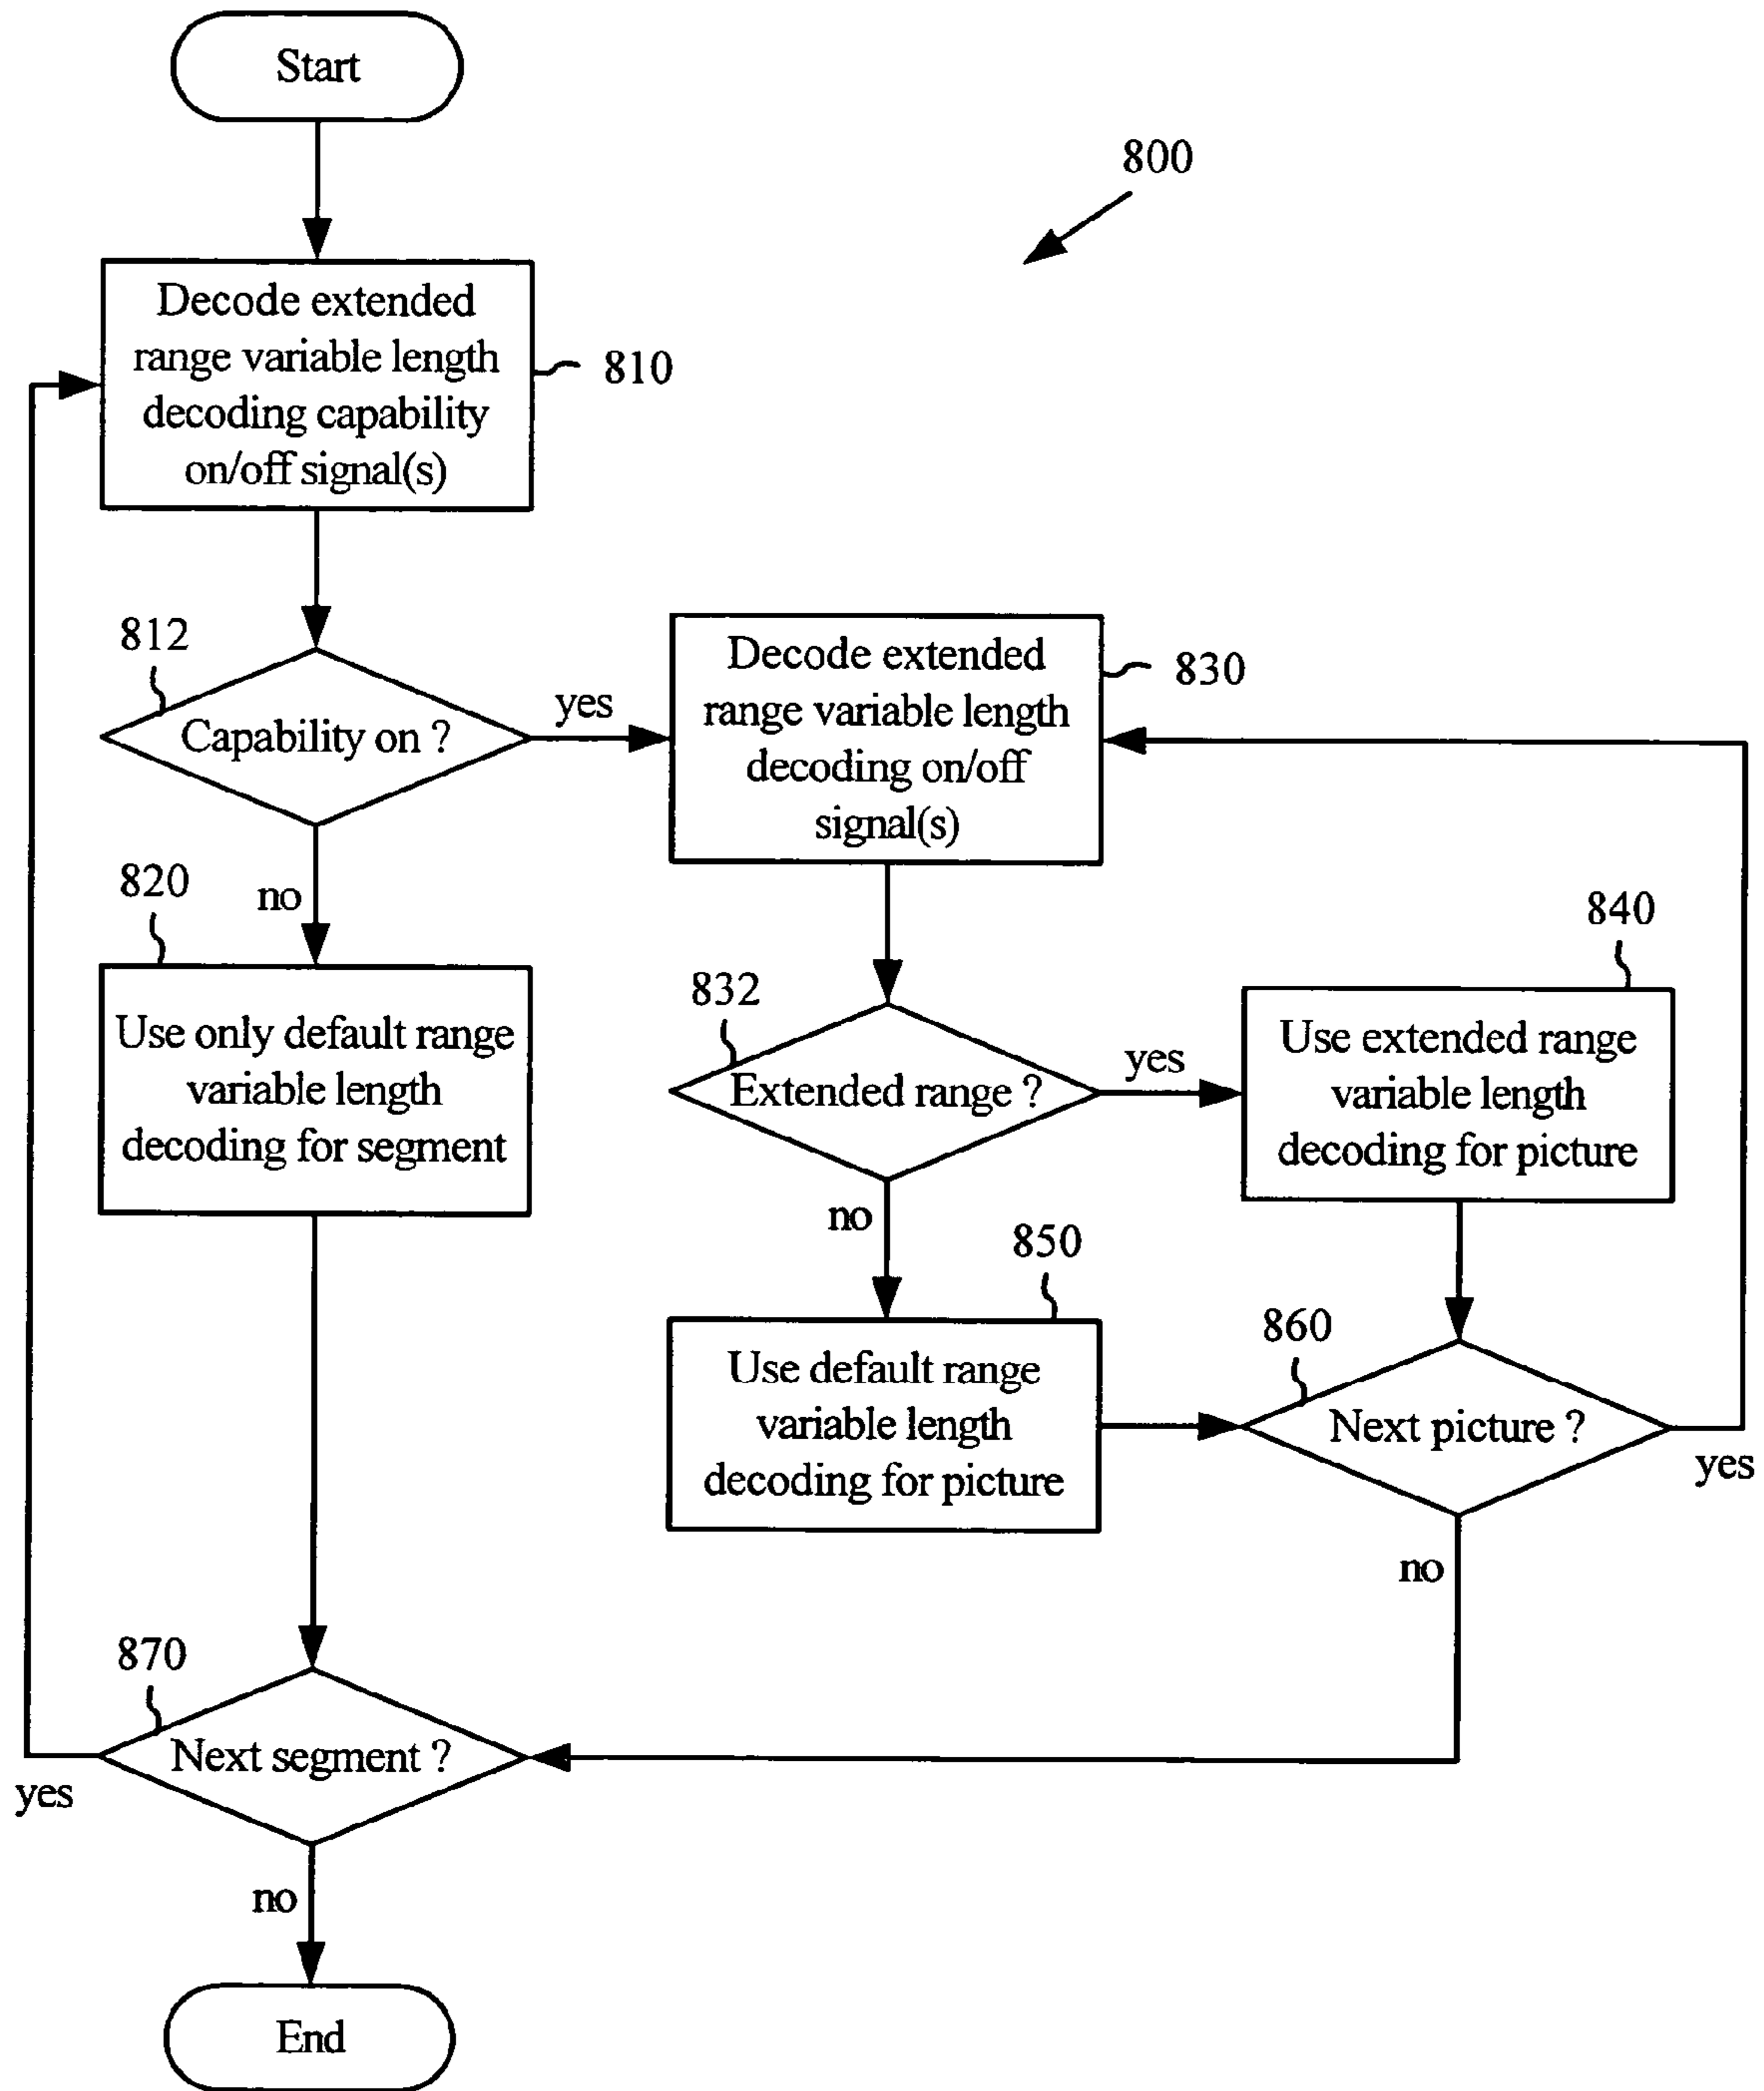 Start
800
Decode extended
range variable length
decoding capability
on/off signal(s)
810
812
Capability on ?
yes
no
Decode extended
range variable length
decoding on/off
signal(s)
830
820
Use only default range
variable length
decoding for segment
832
Extended range ?
yes
no
840
Use extended range
variable length
decoding for picture
850
Use default range
variable length
decoding for picture
860
Next picture ?
yes
no
870
Next segment ?
yes
no
End